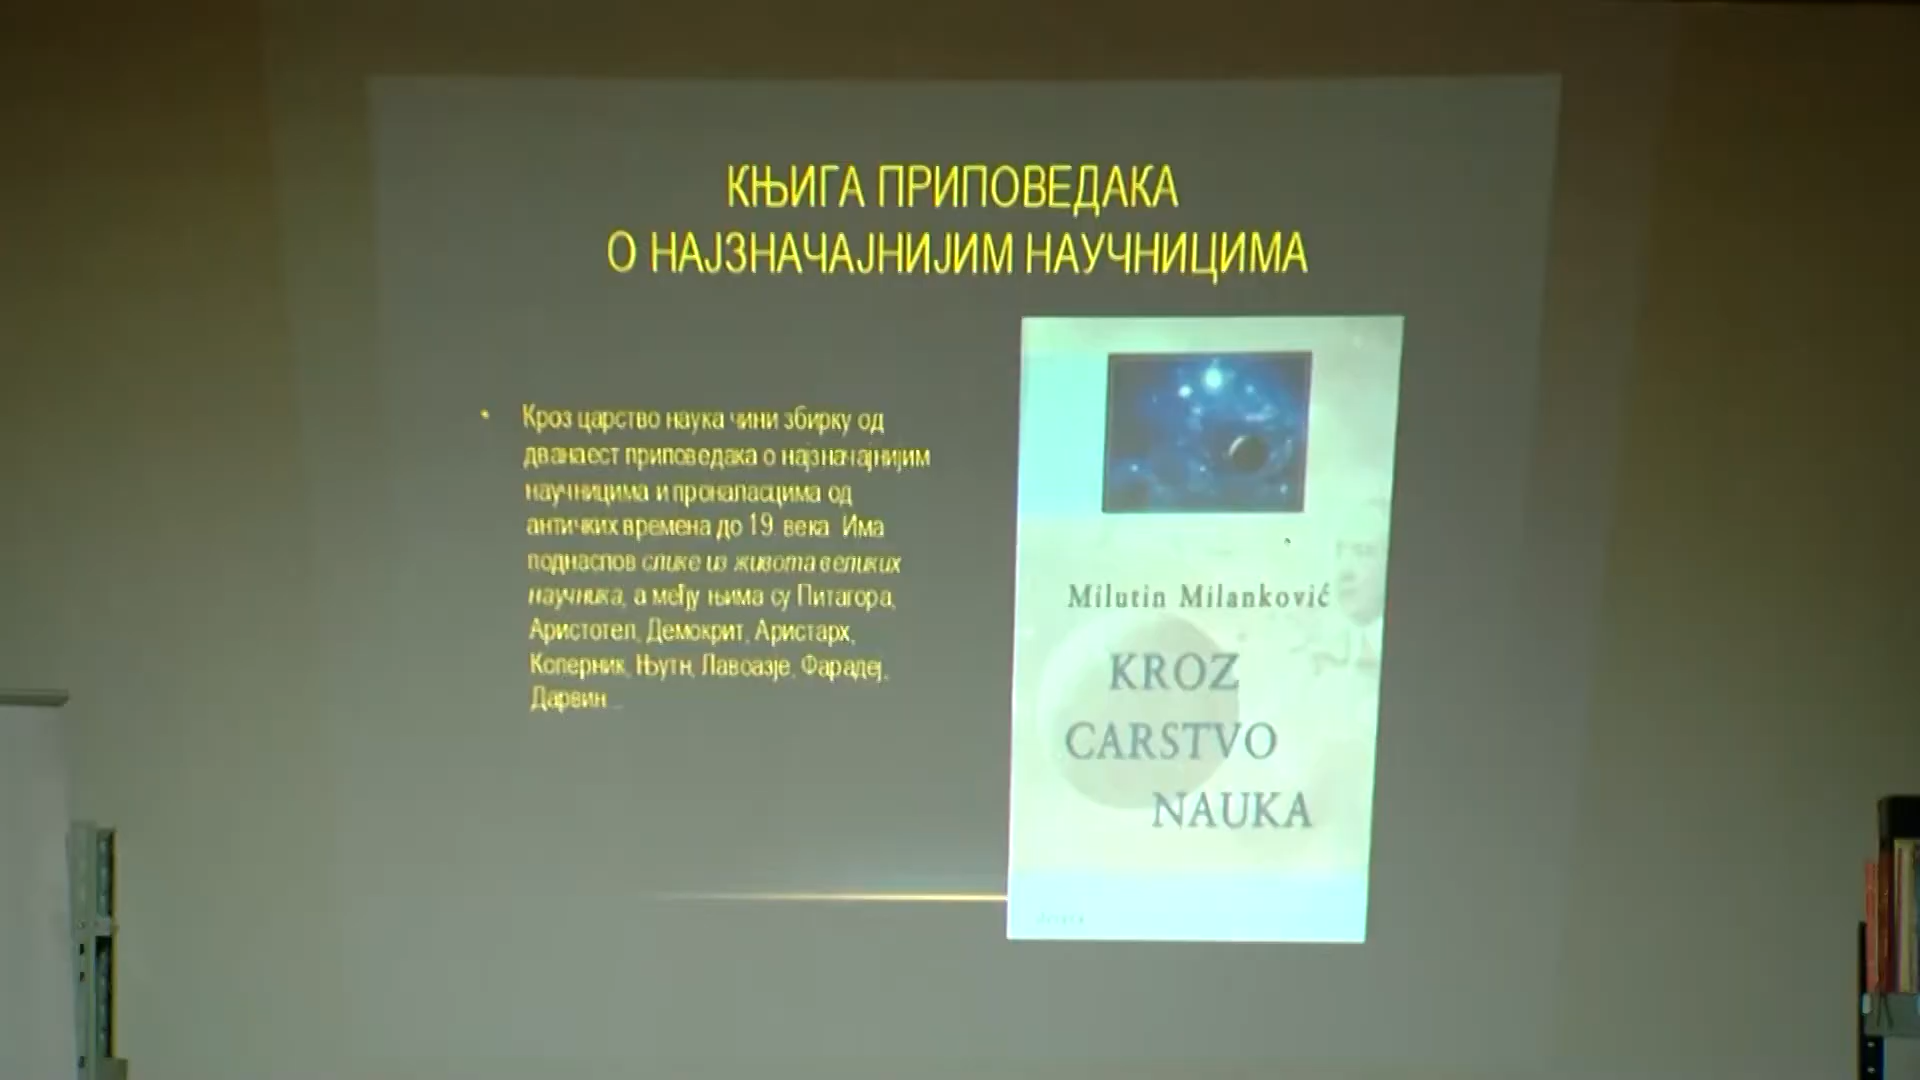 КЊИГА ПРИПОВЕДАКА
О НАЈЗНАЧАЈНИЈИМ НАУЧНИЦИМА
• Кроз царство наука чини збирку од
дванаест приповедака о најзначајнијим
научницима и проналасцима од
античких времена до 19. века. Има
поднаслов слике из живота великих
научника, а међу њима су Питагора,
Аристотел, Демокрит, Аристарх,
Коперник, Њутн, Лавоазје, Фарадеј,
Дарвин...
Milutin Milanković
KROZ
CARSTVO
NAUKA